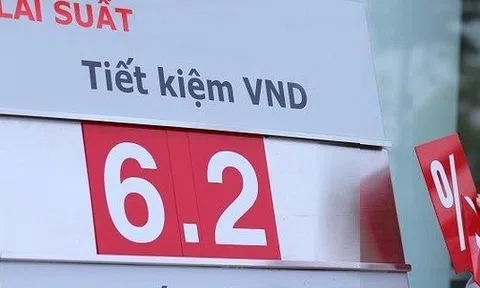 LÃI SUẤT
Tiết kiệm VND
6.2 %